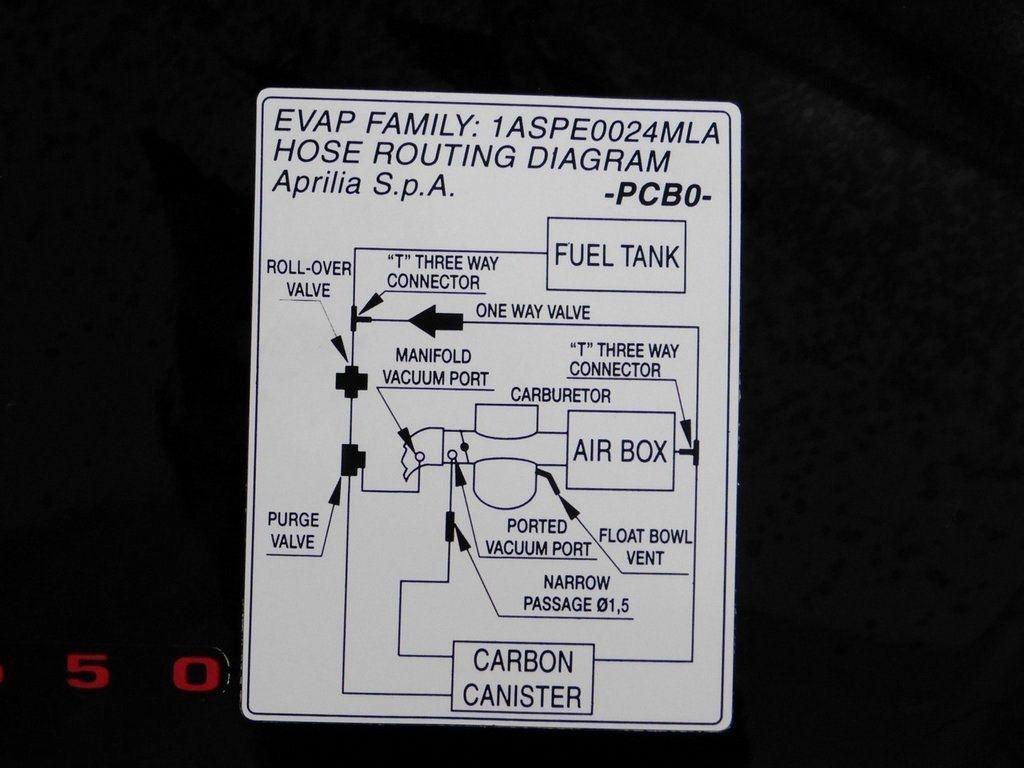 EVAP FAMILY: 1ASPE0024MLA
HOSE ROUTING DIAGRAM
Aprilia S.p.A.
-PCB0-
FUEL TANK
"T" THREE WAY
CONNECTOR
ROLL-OVER
VALVE
ONE WAY VALVE
"T" THREE WAY
CONNECTOR
MANIFOLD
VACUUM PORT
CARBURETOR
AIR BOX
PURGE
VALVE
PORTED
VACUUM PORT
FLOAT BOWL
VENT
NARROW
PASSAGE Ø1,5
CARBON
CANISTER
50